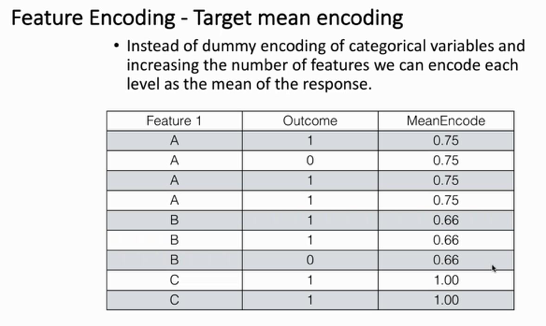 Feature Encoding - Target mean encoding
• Instead of dummy encoding of categorical variables and
increasing the number of features we can encode each
level as the mean of the response.
Feature 1 Outcome MeanEncode
A 1 0.75
A 0 0.75
A 1 0.75
A 1 0.75
B 1 0.66
B 1 0.66
B 0 0.66
C 1 1.00
C 1 1.00